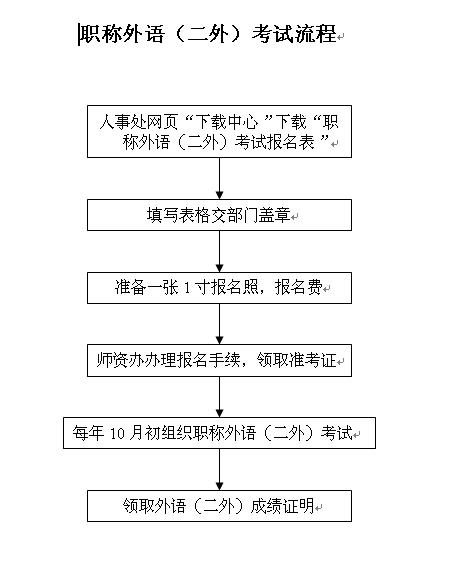 职称外语（二外）考试流程
人事处网页“下载中心”下载“职
称外语（二外）考试报名表”
填写表格交部门盖章
准备一张1寸报名照，报名费
师资办办理报名手续，领取准考证
每年10月初组织职称外语（二外）考试
领取外语（二外）成绩证明